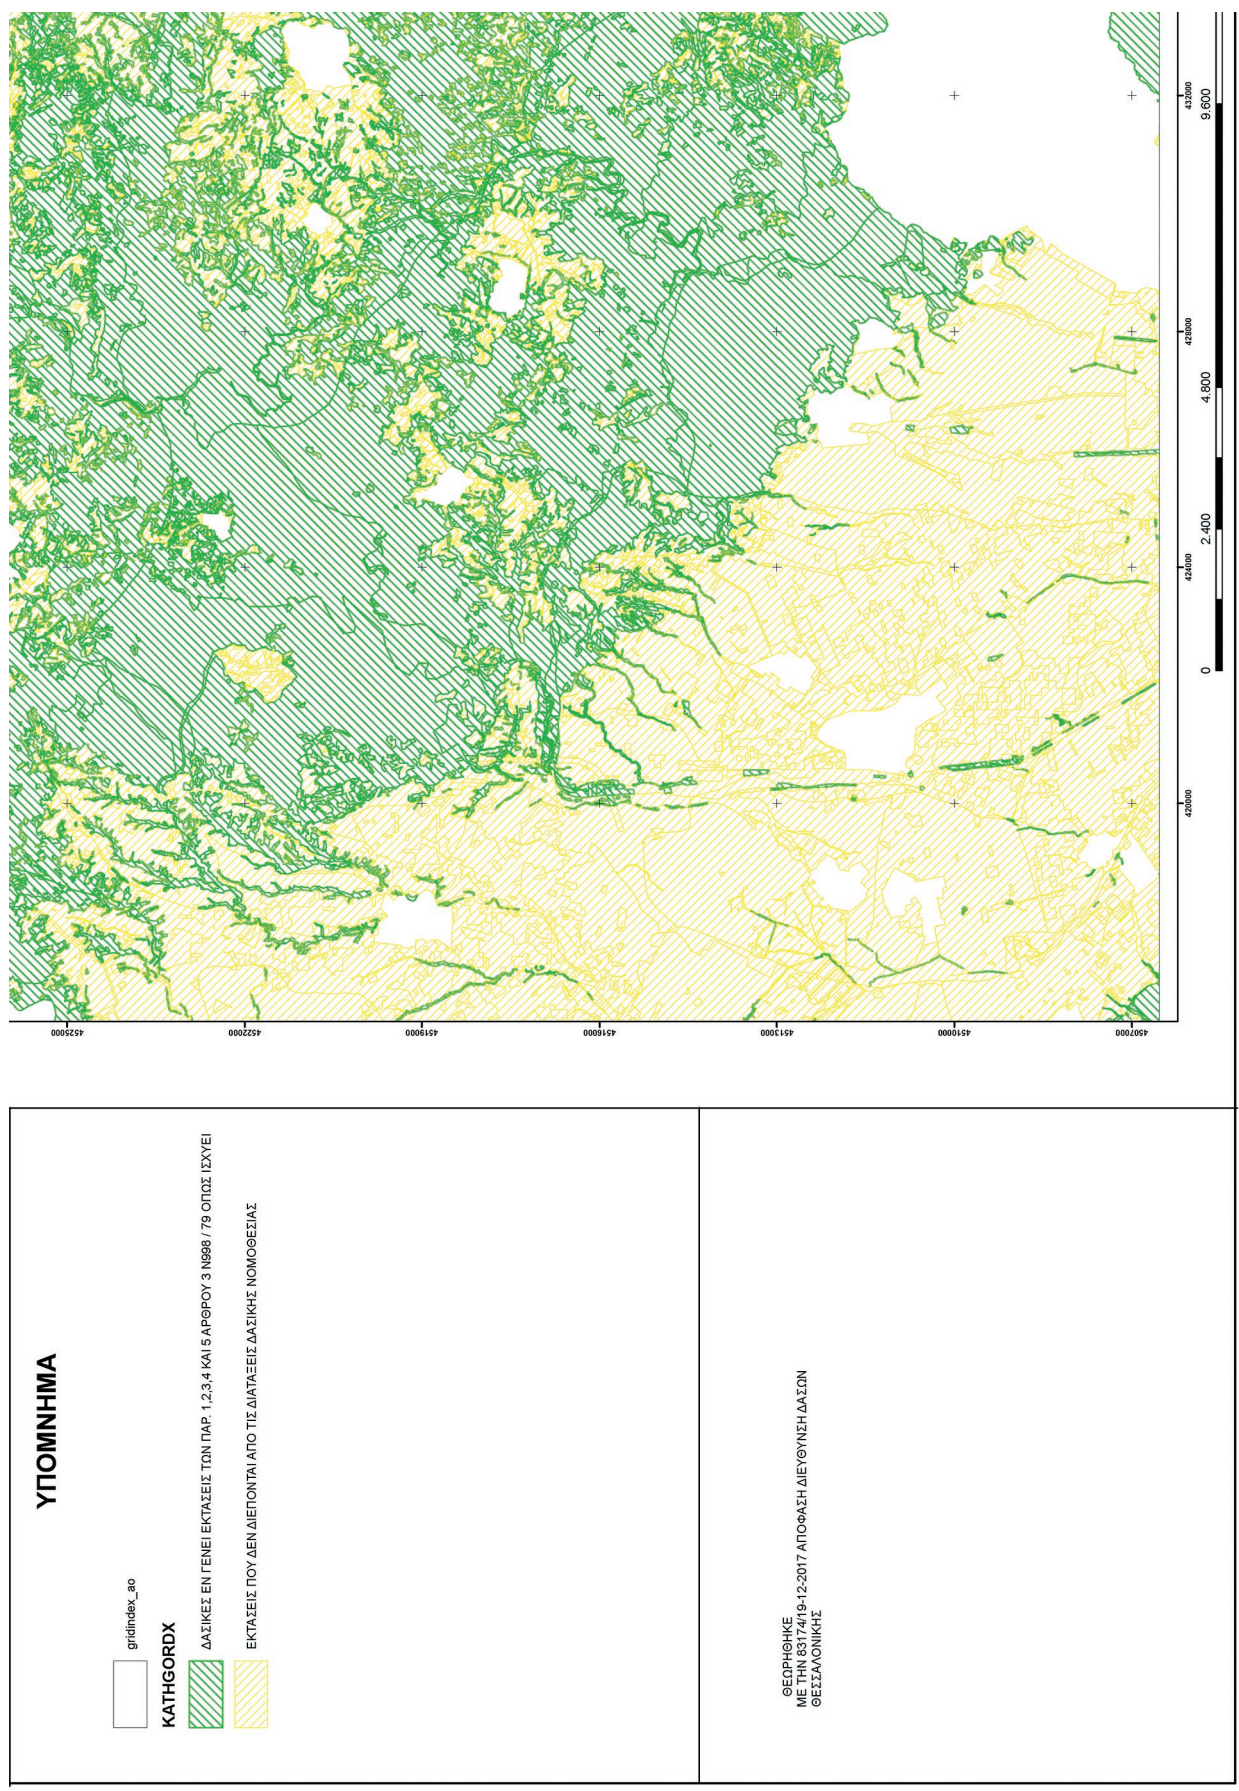 432000
428000
424000
420000
4525000
4522000
4519000
4516000
4513000
4510000
4507000
0
2.400
4.800
9.600
ΥΠΟΜΝΗΜΑ
gridindex_ao
KATHGORDX
ΔΑΣΙΚΕΣ ΕΝ ΓΕΝΕΙ ΕΚΤΑΣΕΙΣ ΤΩΝ ΠΑΡ. 1,2,3,4 ΚΑΙ 5 ΑΡΘΡΟΥ 3 Ν998 / 79 ΟΠΩΣ ΙΣΧΥΕΙ
ΕΚΤΑΣΕΙΣ ΠΟΥ ΔΕΝ ΔΙΕΠΟΝΤΑΙ ΑΠΟ ΤΙΣ ΔΙΑΤΑΞΕΙΣ ΔΑΣΙΚΗΣ ΝΟΜΟΘΕΣΙΑΣ
ΘΕΩΡΗΘΗΚΕ
ΜΕ ΤΗΝ 83174/19-12-2017 ΑΠΟΦΑΣΗ ΔΙΕΥΘΥΝΣΗ ΔΑΣΩΝ
ΘΕΣΣΑΛΟΝΙΚΗΣ